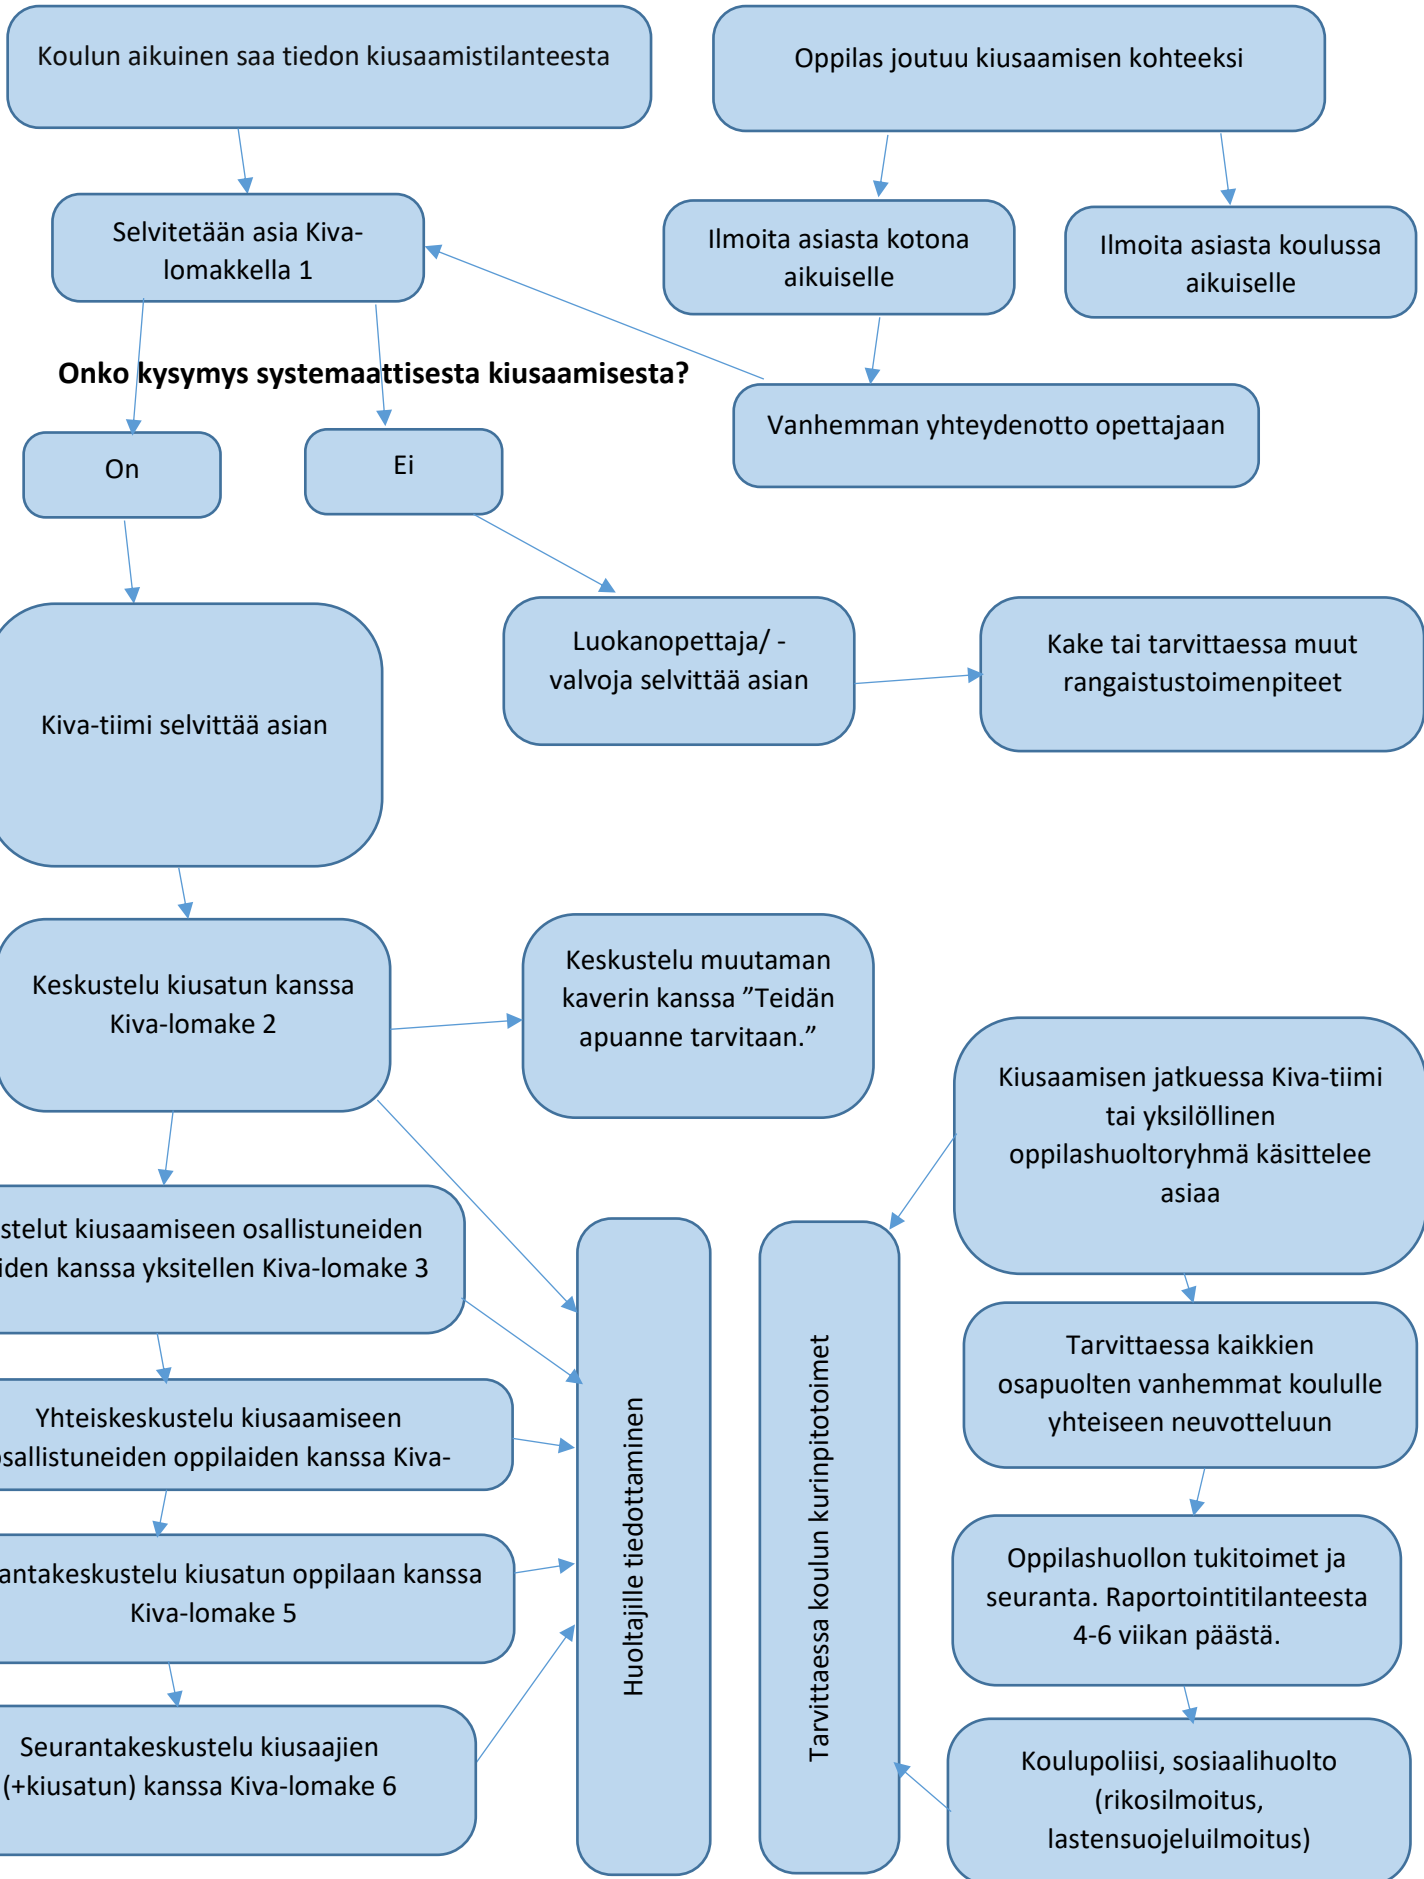 Koulun aikuinen saa tiedon kiusaamistilanteesta
Oppilas joutuu kiusaamisen kohteeksi
Selvitetään asia Kiva-
lomakkella 1
Ilmoita asiasta kotona
aikuiselle
Ilmoita asiasta koulussa
aikuiselle
Onko kysymys systemaattisesta kiusaamisesta?
Vanhemman yhteydenotto opettajaan
On
Ei
Luokanopettaja/ -
valvoja selvittää asian
Kake tai tarvittaessa muut
rangaistustoimenpiteet
Kiva-tiimi selvittää asian
Keskustelu kiusatun kanssa
Kiva-lomake 2
Keskustelu muutaman
kaverin kanssa ”Teidän
apuanne tarvitaan.”
Kiusaamisen jatkuessa Kiva-tiimi
tai yksilöllinen
oppilashuoltoryhmä käsittelee
asiaa
stelut kiusaamiseen osallistuneiden
iden kanssa yksitellen Kiva-lomake 3
Tarvittaessa kaikkien
osapuolten vanhemmat koululle
yhteiseen neuvotteluun
Yhteiskeskustelu kiusaamiseen
osallistuneiden oppilaiden kanssa Kiva-
Huoltajille tiedottaminen
Tarvittaessa koulun kurinpitotoimet
Oppilashuollon tukitoimet ja
seuranta. Raportointitilanteesta
4-6 viikan päästä.
antakeskustelu kiusatun oppilaan kanssa
Kiva-lomake 5
Seurantakeskustelu kiusaajien
(+kiusatun) kanssa Kiva-lomake 6
Koulupoliisi, sosiaalihuolto
(rikosilmoitus,
lastensuojeluilmoitus)